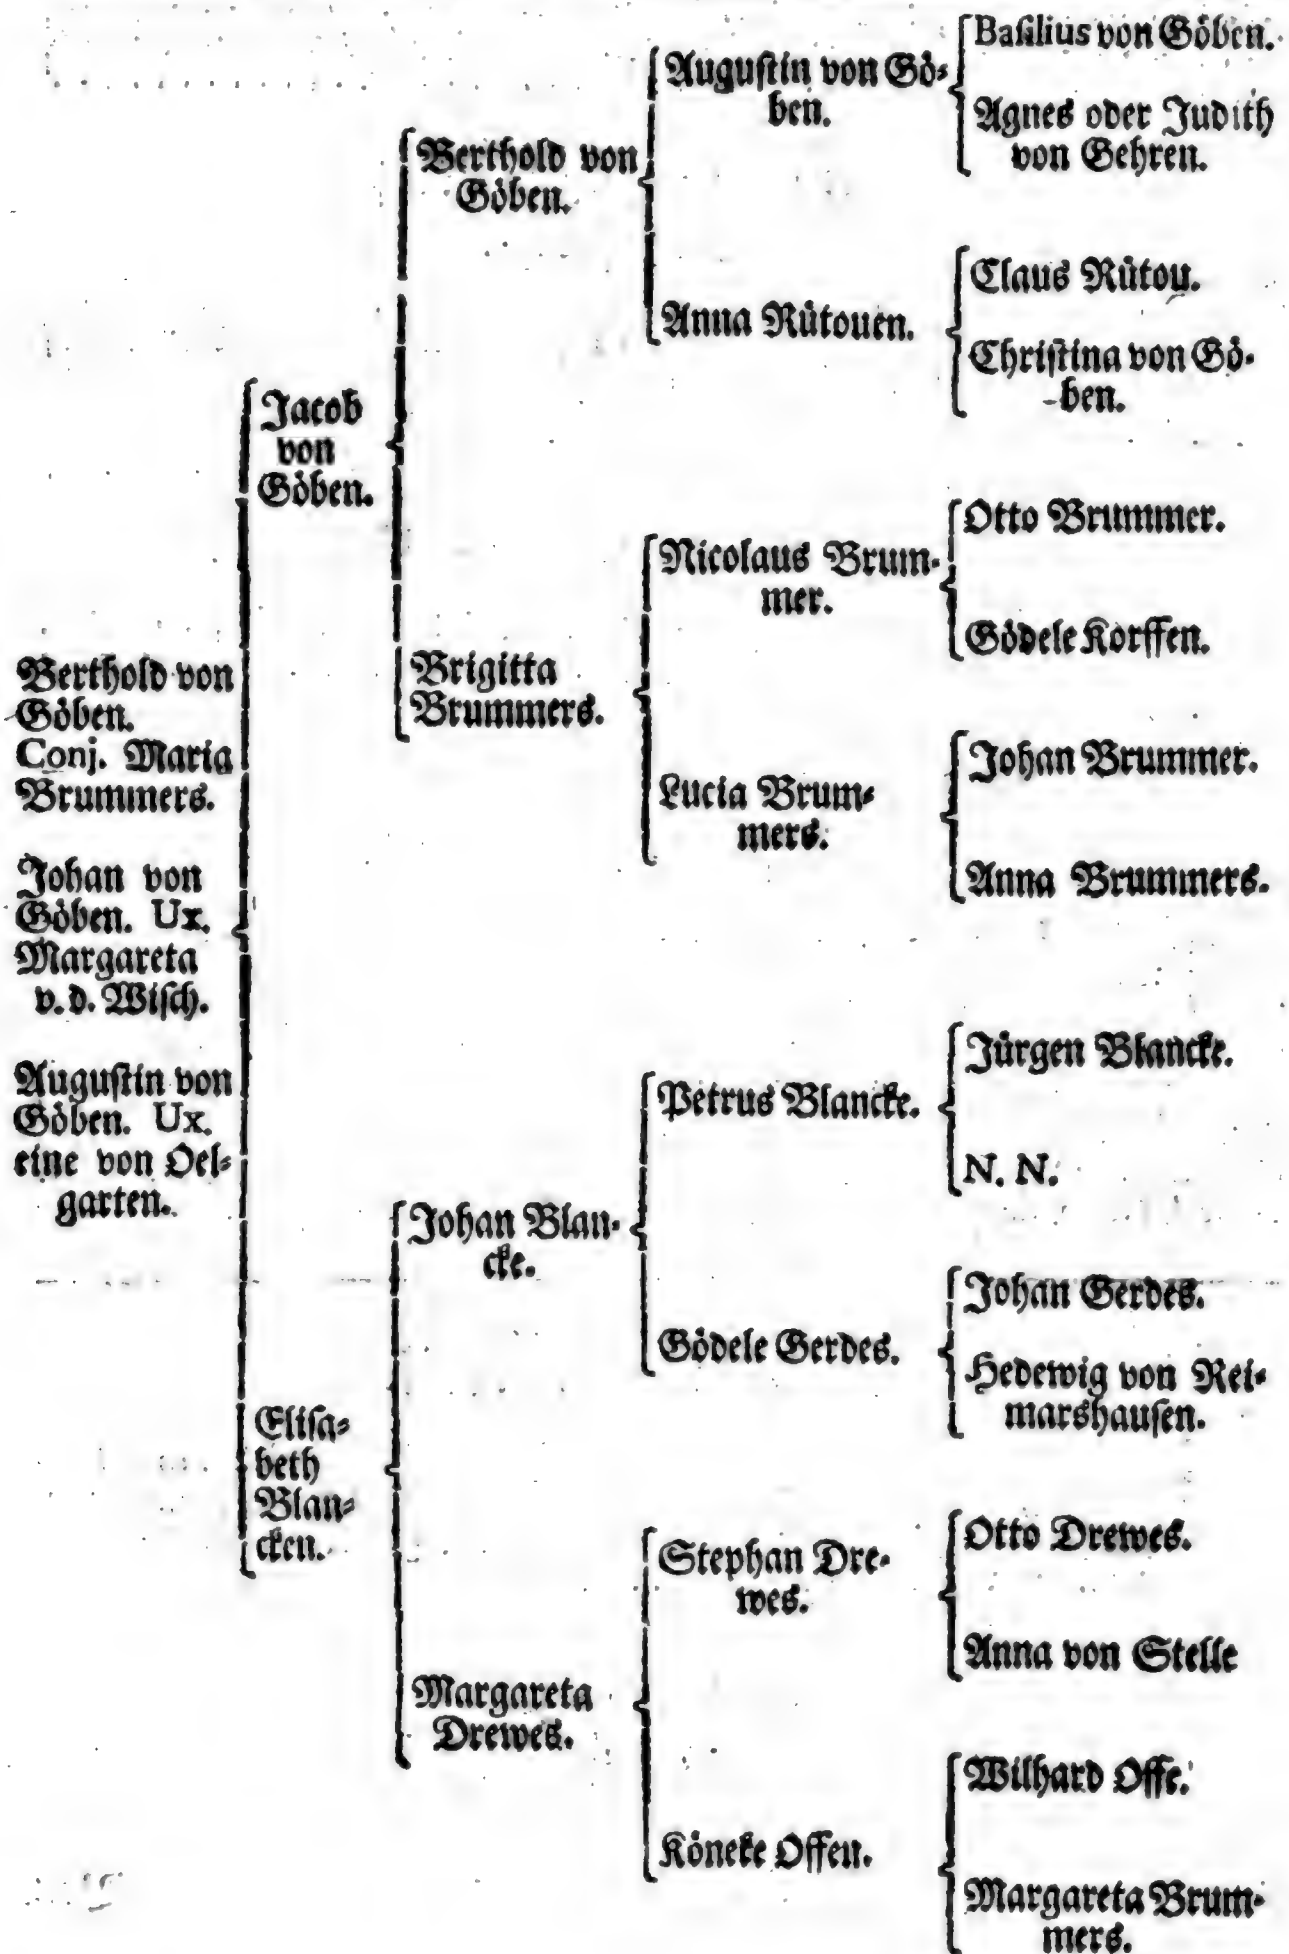 Berthold von
Göben.
Conj. Maria
Brummers.
Johan von
Göben. Ux.
Margareta
v. d. Wisch.
Augustin von
Göben. Ux.
eine von Oel-
garten.
Jacob
von
Göben.
Elisa-
beth
Blan-
cken.
Berthold von
Göben.
Brigitta
Brummers.
Johan Blan-
cke.
Margareta
Drewes.
Augustin von Gö-
ben.
Anna Rütouen.
Nicolaus Brum-
mer.
Lucia Brum-
mers.
Petrus Blancke.
Gödele Gerdes.
Stephan Dre-
wes.
Köneke Offen.
Basilius von Göben.
Agnes oder Judith
von Gehren.
Claus Rütou.
Christina von Gö-
ben.
Otto Brummer.
Gödele Korffen.
Johan Brummer.
Anna Brummers.
Jürgen Blancke.
N. N.
Johan Gerdes.
Hedewig von Rei-
marshausen.
Otto Drewes.
Anna von Stelle
Wilhard Offe.
Margareta Brum-
mers.